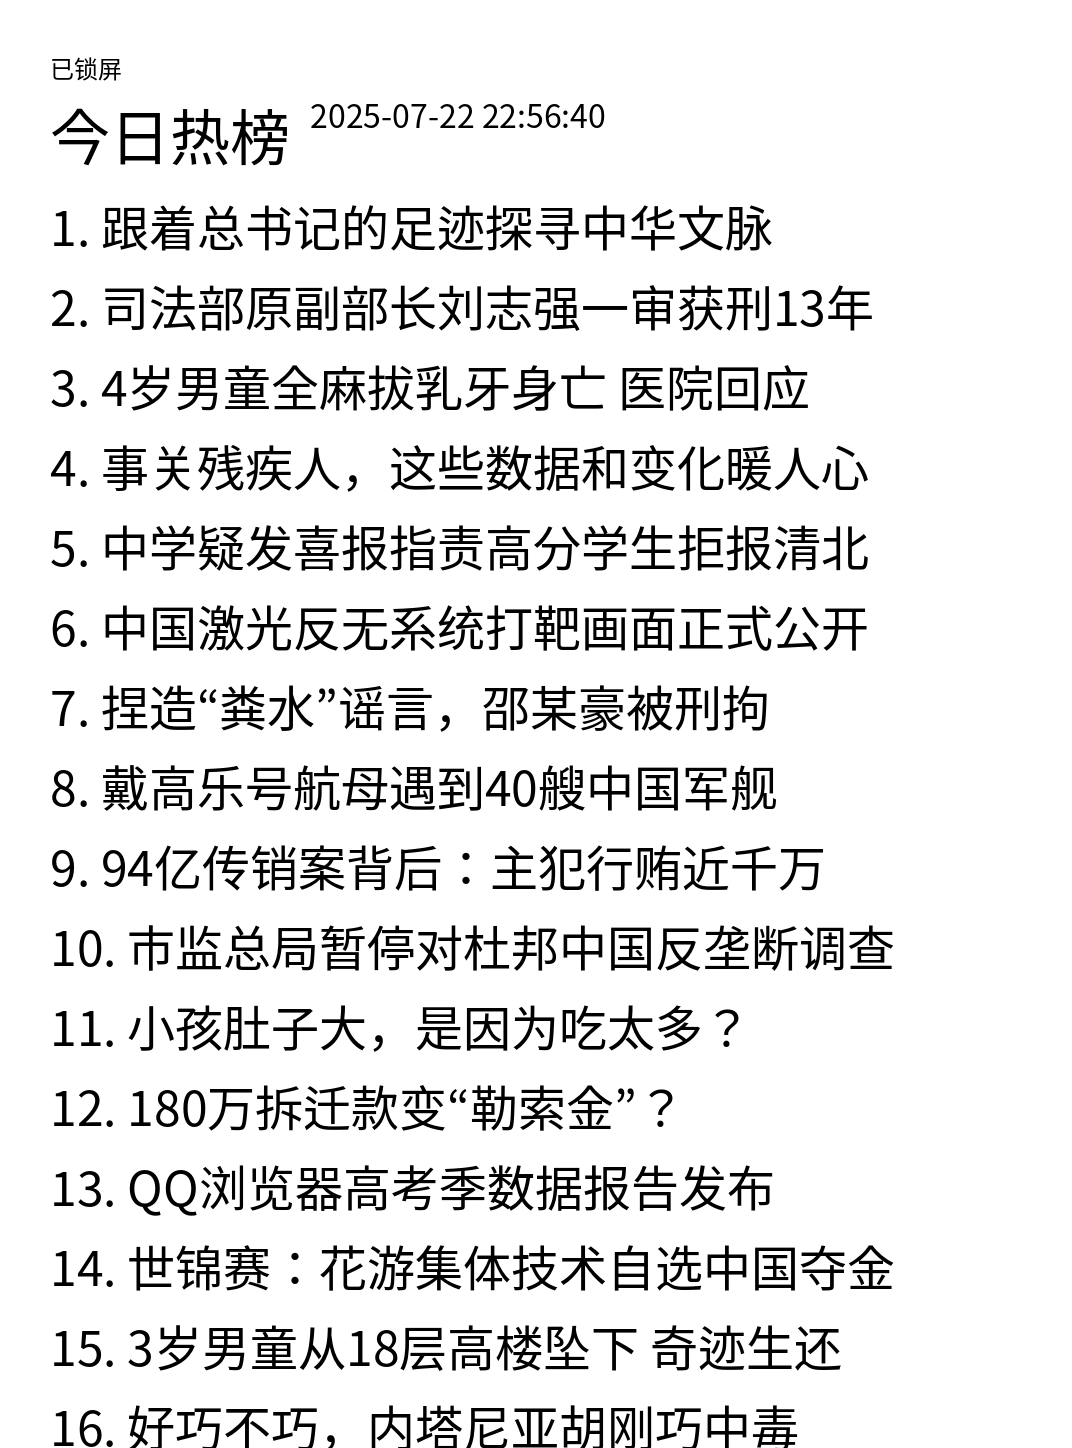 已锁屏
今日热榜 2025-07-22 22:56:40
1. 跟着总书记的足迹探寻中华文脉
2. 司法部原副部长刘志强一审获刑13年
3. 4岁男童全麻拔乳牙身亡 医院回应
4. 事关残疾人，这些数据和变化暖人心
5. 中学疑发喜报指责高分学生拒报清北
6. 中国激光反无系统打靶画面正式公开
7. 捏造“粪水”谣言，邵某豪被刑拘
8. 戴高乐号航母遇到40艘中国军舰
9. 94亿传销案背后：主犯行贿近千万
10. 市监总局暂停对杜邦中国反垄断调查
11. 小孩肚子大，是因为吃太多？
12. 180万拆迁款变“勒索金”？
13. QQ浏览器高考季数据报告发布
14. 世锦赛：花游集体技术自选中国夺金
15. 3岁男童从18层高楼坠下 奇迹生还
16. 好巧不巧，内塔尼亚胡刚巧中毒